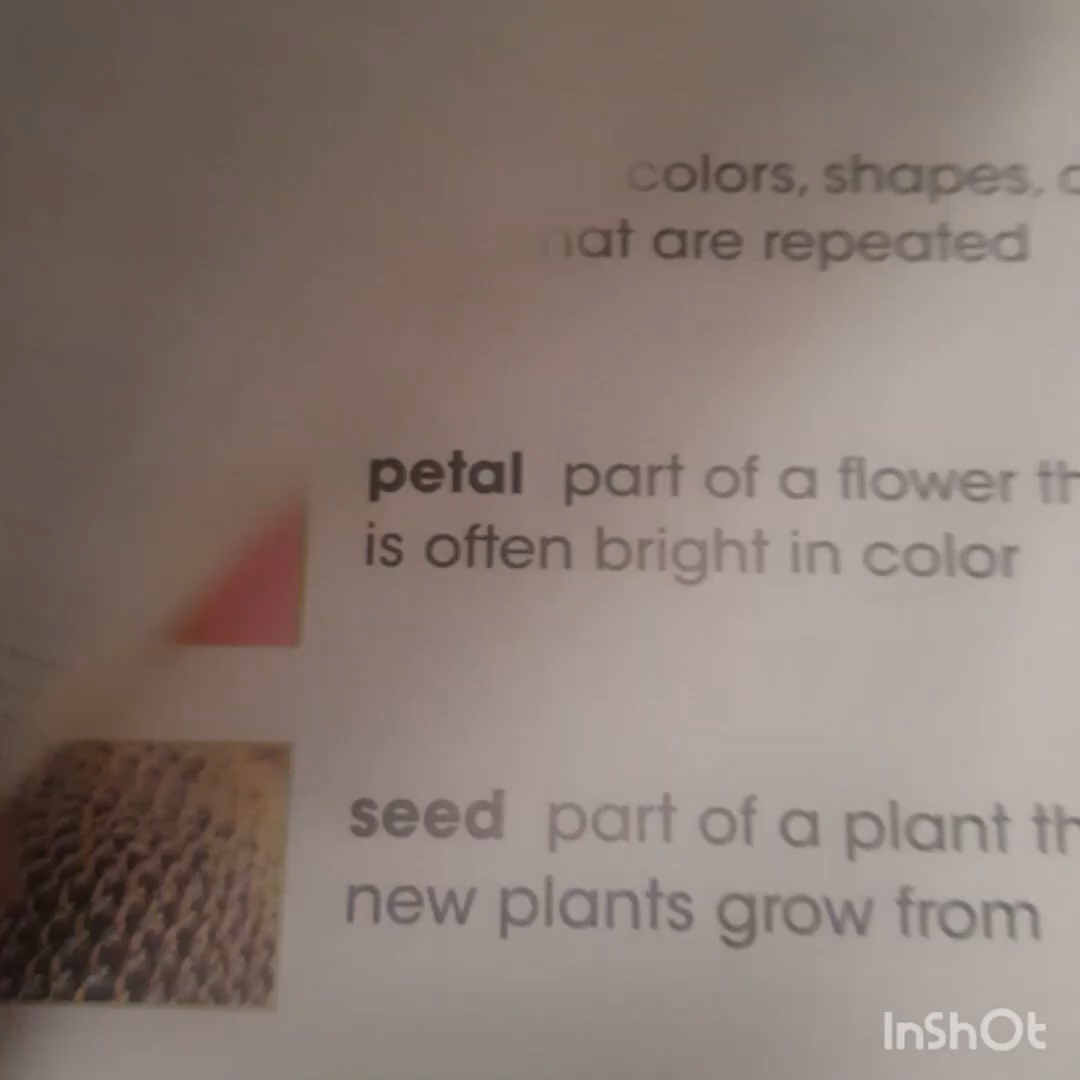 colors, shapes,
are repeated
petal part of a flower
is often bright in color
seed part of a plant
new plants grow from
InShOt